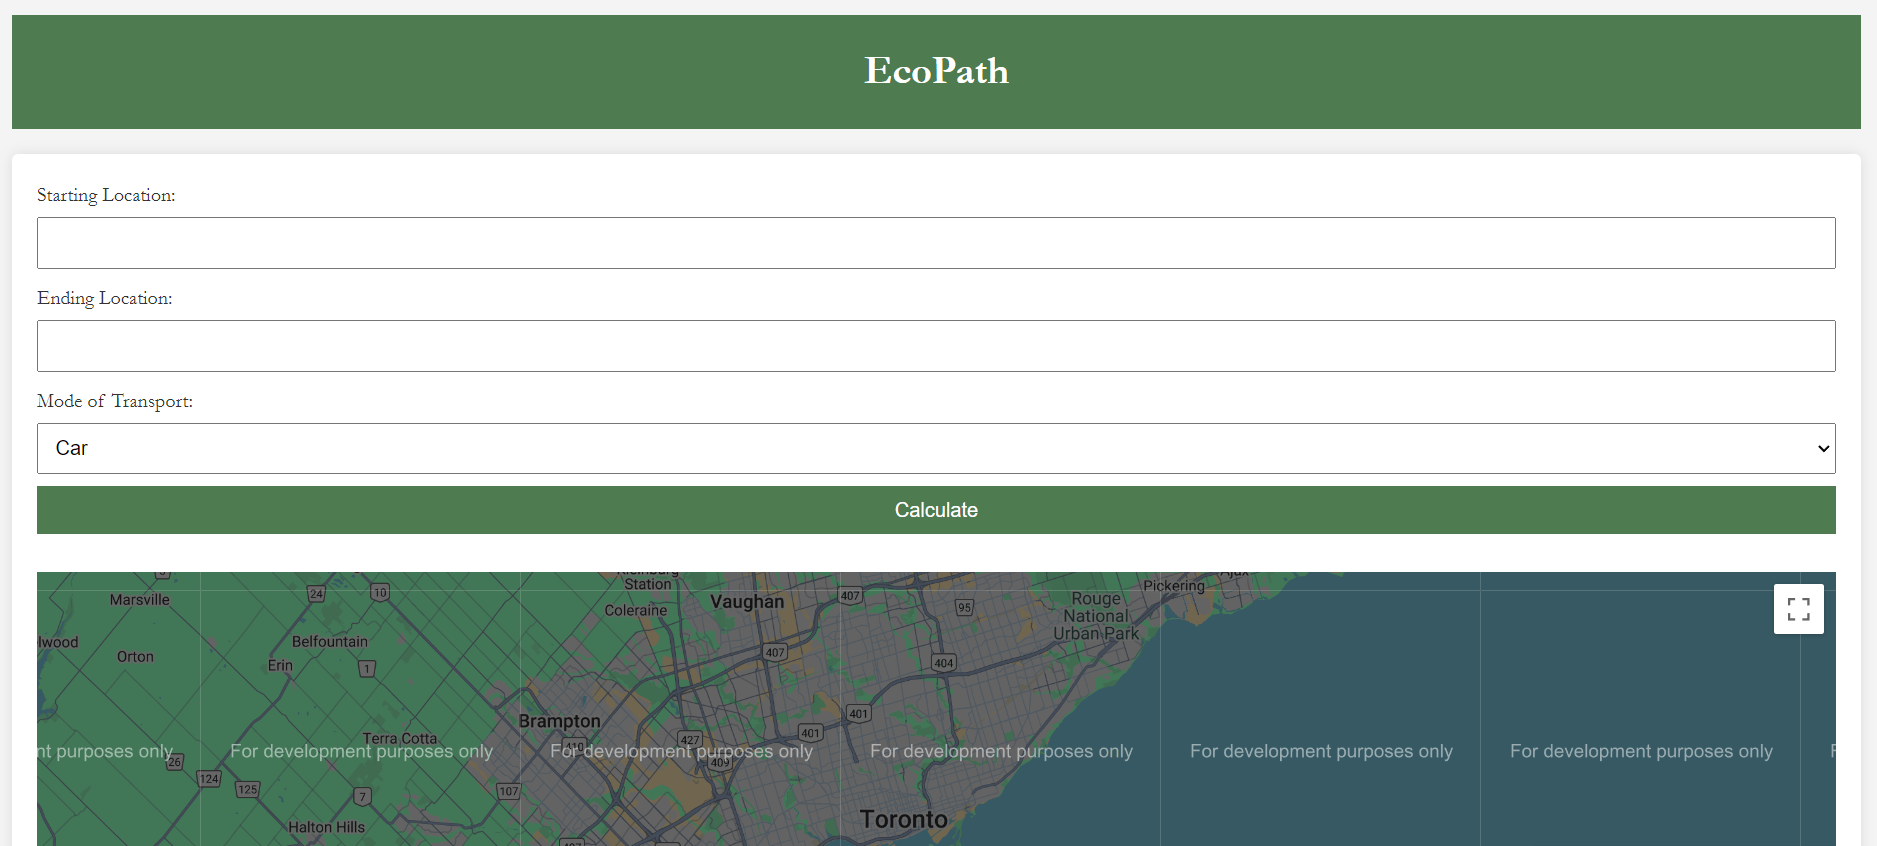 EcoPath
Starting Location:
Ending Location:
Mode of Transport:
Car
Calculate
Station
Marsville
24
10
Coleraine
Vaughan
407
95
Rouge
National
Urban Park
Pickering
Ajax
lwood
Orton
Belfountain
Erin
1
407
404
Brampton
401
Terra Cotta
410
427
401
409
nt purposes only
For development purposes only
For development purposes only
For development purposes only
For development purposes only
For development purposes only
26
124
125
7
107
Halton Hills
Toronto